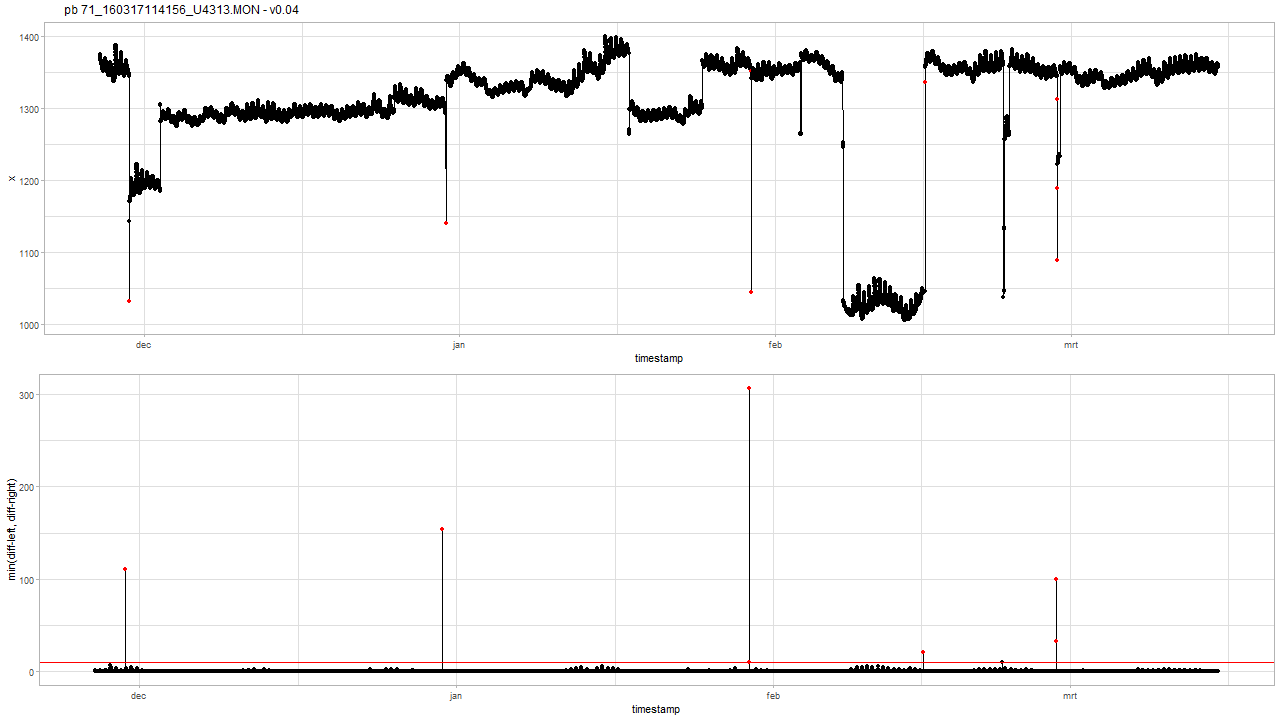 pb 71_160317114156_U4313.MON - v0.04
1400
1300
1200
1100
1000
x
dec
jan
feb
mrt
timestamp
300
200
100
0
min(diff-left, diff-right)
dec
jan
feb
mrt
timestamp